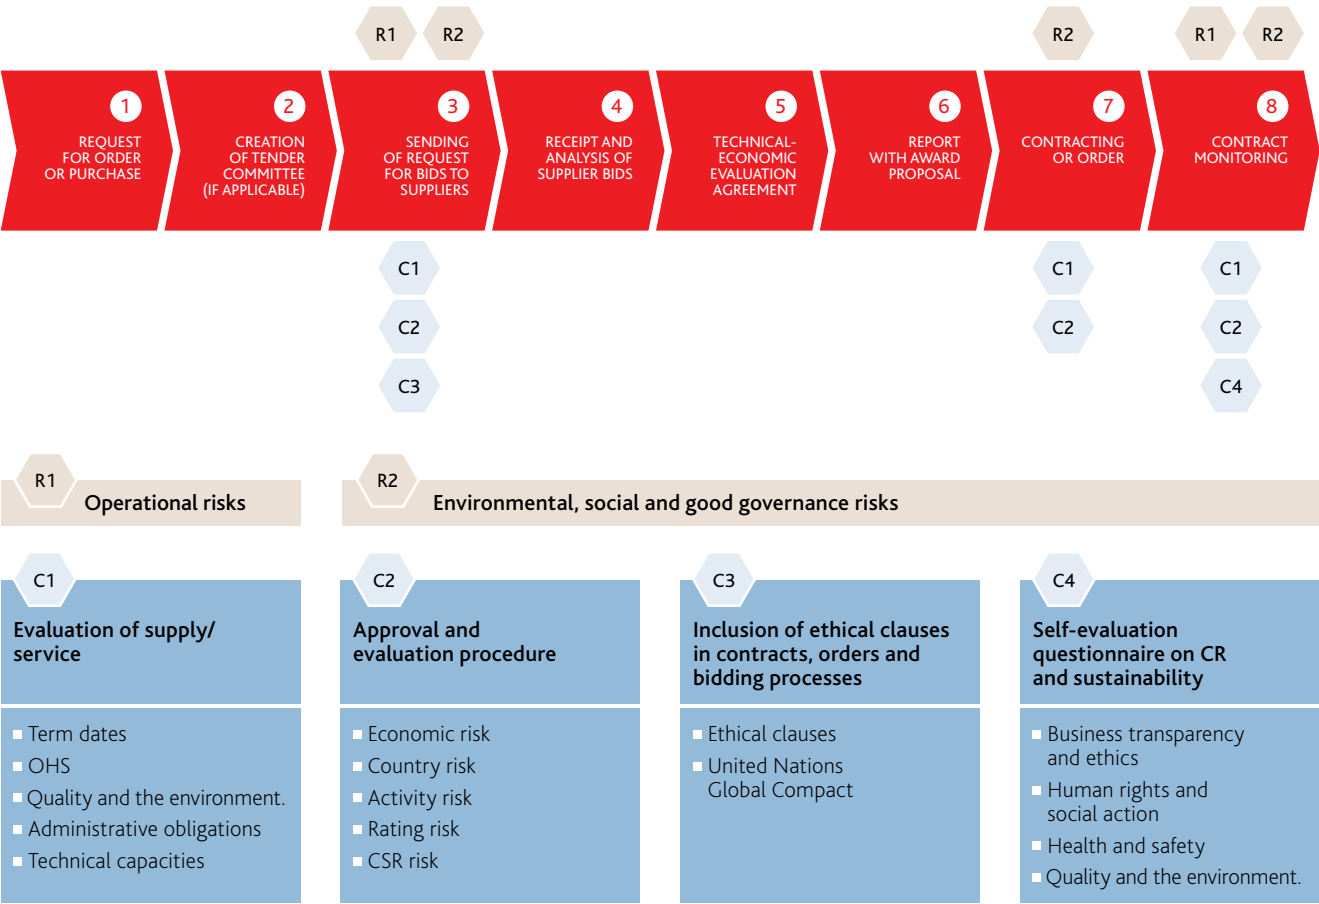 R1 R2 R2 R1 R2
1
REQUEST
FOR ORDER
OR PURCHASE
2
CREATION
OF TENDER
COMMITTEE
(IF APPLICABLE)
3
SENDING
OF REQUEST
FOR BIDS TO
SUPPLIERS
4
RECEIPT AND
ANALYSIS OF
SUPPLIER BIDS
5
TECHNICAL-
ECONOMIC
EVALUATION
AGREEMENT
6
REPORT
WITH AWARD
PROPOSAL
7
CONTRACTING
OR ORDER
8
CONTRACT
MONITORING
C1 C1 C1
C2 C2 C2
C3 C4
R1
Operational risks
R2
Environmental, social and good governance risks
C1
Evaluation of supply/
service
Term dates
OHS
Quality and the environment.
Administrative obligations
Technical capacities
C2
Approval and
evaluation procedure
Economic risk
Country risk
Activity risk
Rating risk
CSR risk
C3
Inclusion of ethical clauses
in contracts, orders and
bidding processes
Ethical clauses
United Nations
Global Compact
C4
Self-evaluation
questionnaire on CR
and sustainability
Business transparency
and ethics
Human rights and
social action
Health and safety
Quality and the environment.